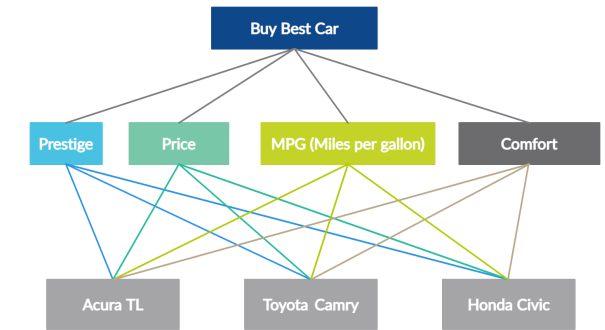 Buy Best Car
Prestige
Price
MPG (Miles per gallon)
Comfort
Acura TL
Toyota Camry
Honda Civic